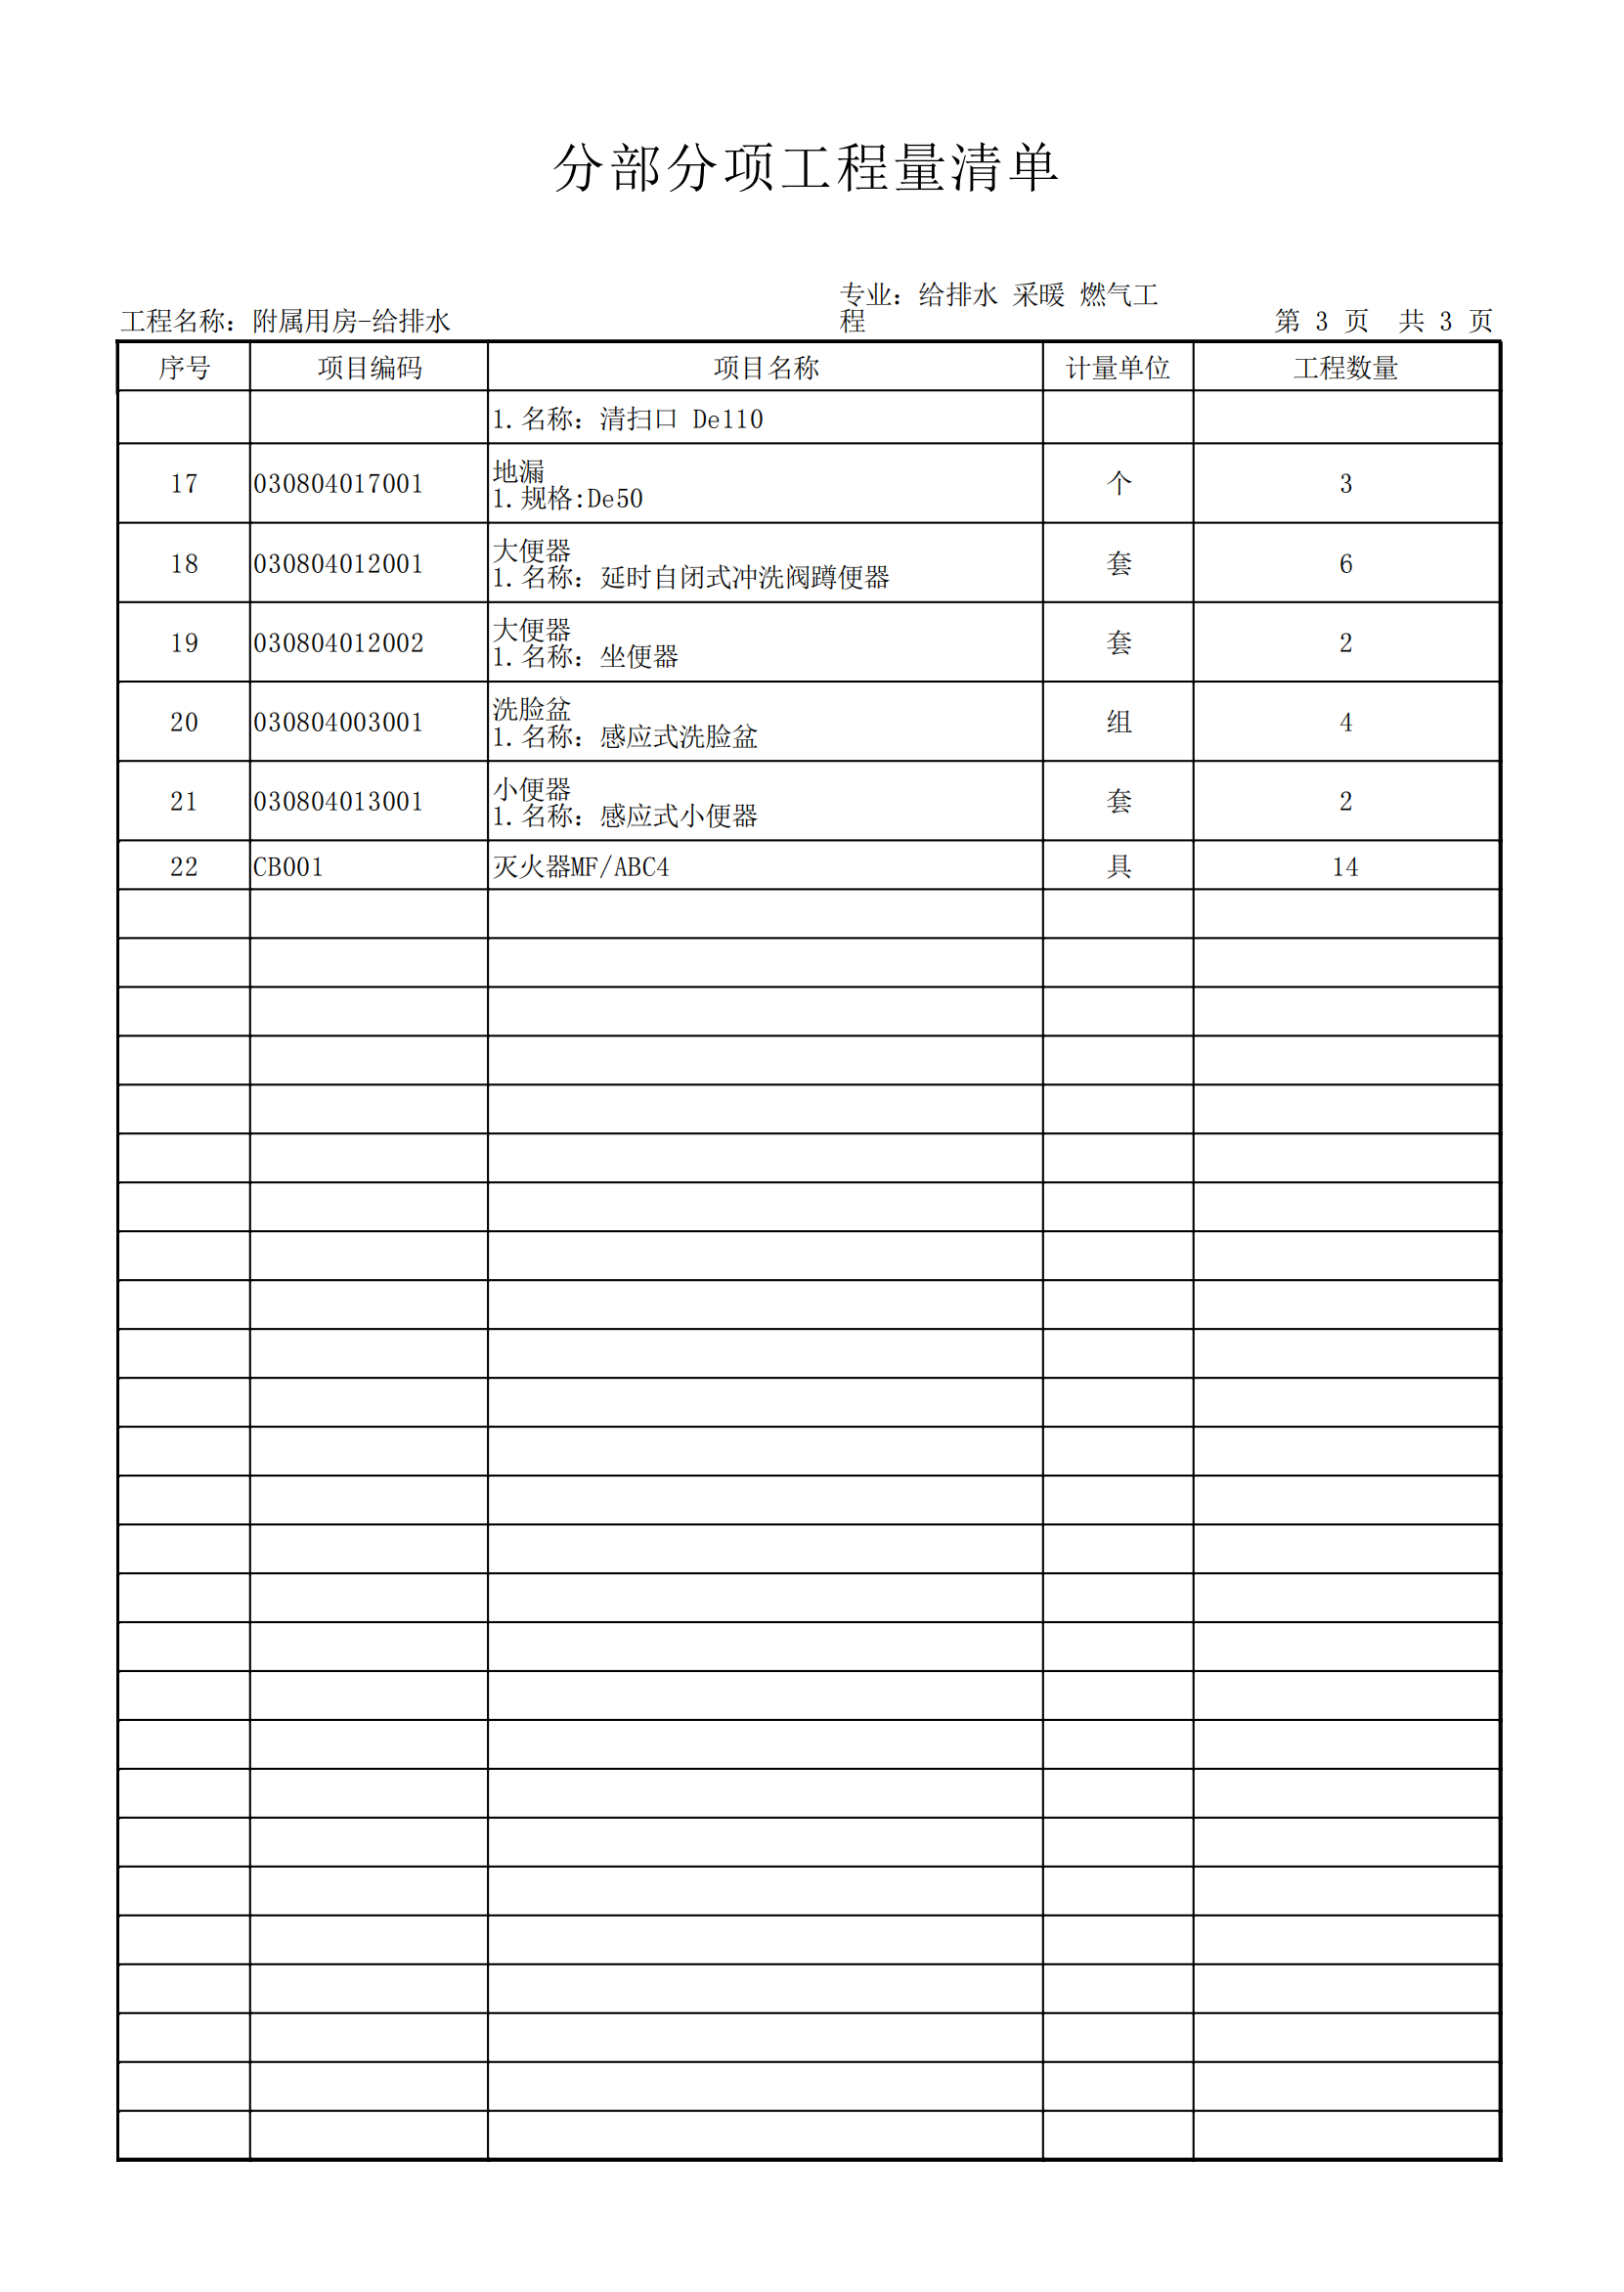 分部分项工程量清单
专业：给排水 采暖 燃气工
工程名称：附属用房-给排水 程 第 3 页 共 3 页
序号 项目编码 项目名称 计量单位 工程数量
1.名称：清扫口 De110
17 030804017001 地漏 个 3
1.规格:De50
18 030804012001 大便器 套 6
1.名称：延时自闭式冲洗阀蹲便器
19 030804012002 大便器 套 2
1.名称：坐便器
20 030804003001 洗脸盆 组 4
1.名称：感应式洗脸盆
21 030804013001 小便器 套 2
1.名称：感应式小便器
22 CB001 灭火器MF/ABC4 具 14